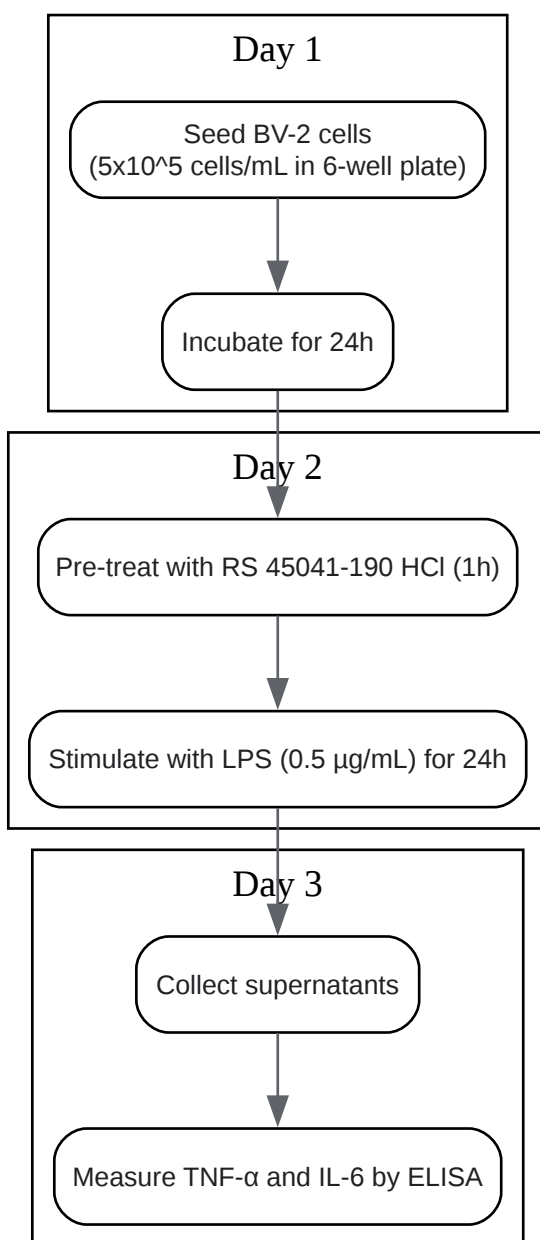 Day 1
Seed BV-2 cells
(5x10^5 cells/mL in 6-well plate)
Incubate for 24h
Day 2
Pre-treat with RS 45041-190 HCl (1h)
Stimulate with LPS (0.5 µg/mL) for 24h
Day 3
Collect supernatants
Measure TNF-α and IL-6 by ELISA